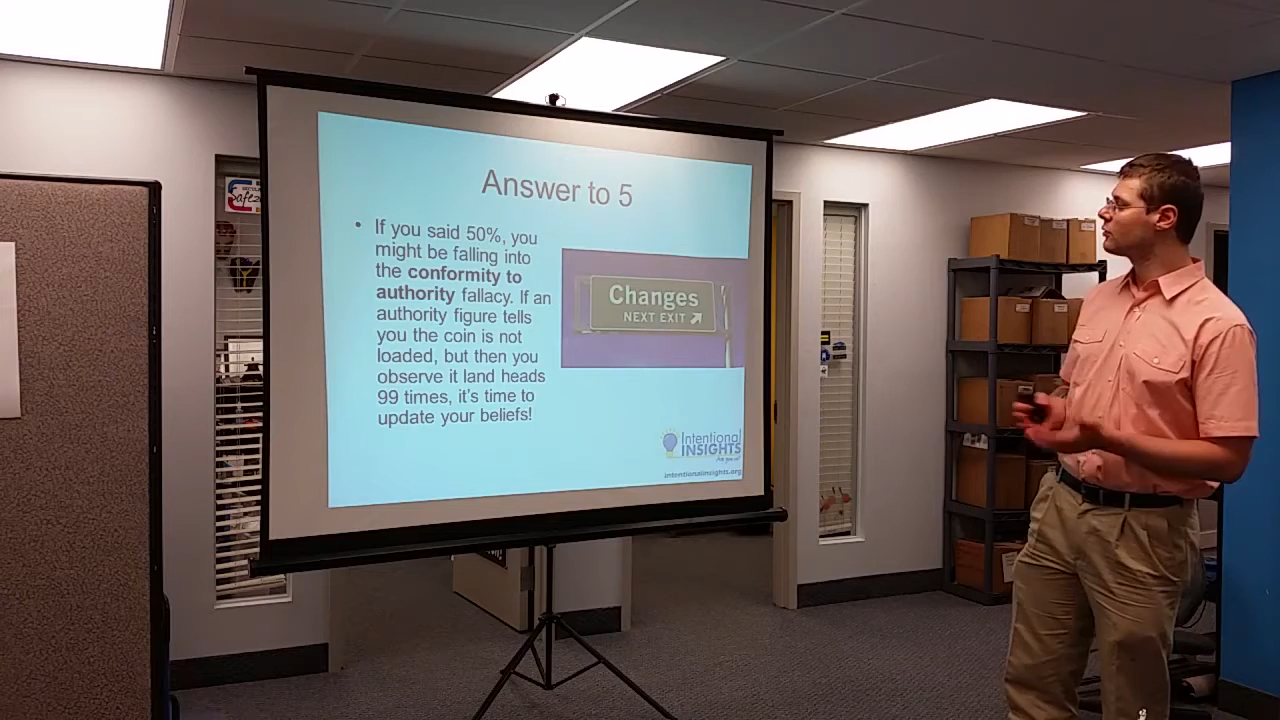 Answer to 5
• If you said 50%, you
might be falling into
the conformity to
authority fallacy. If an
authority figure tells
you the coin is not
loaded, but then you
observe it land heads
99 times, it's time to
update your beliefs!
Changes
NEXT EXIT
Intentional
INSIGHTS
intentionalinsights.org